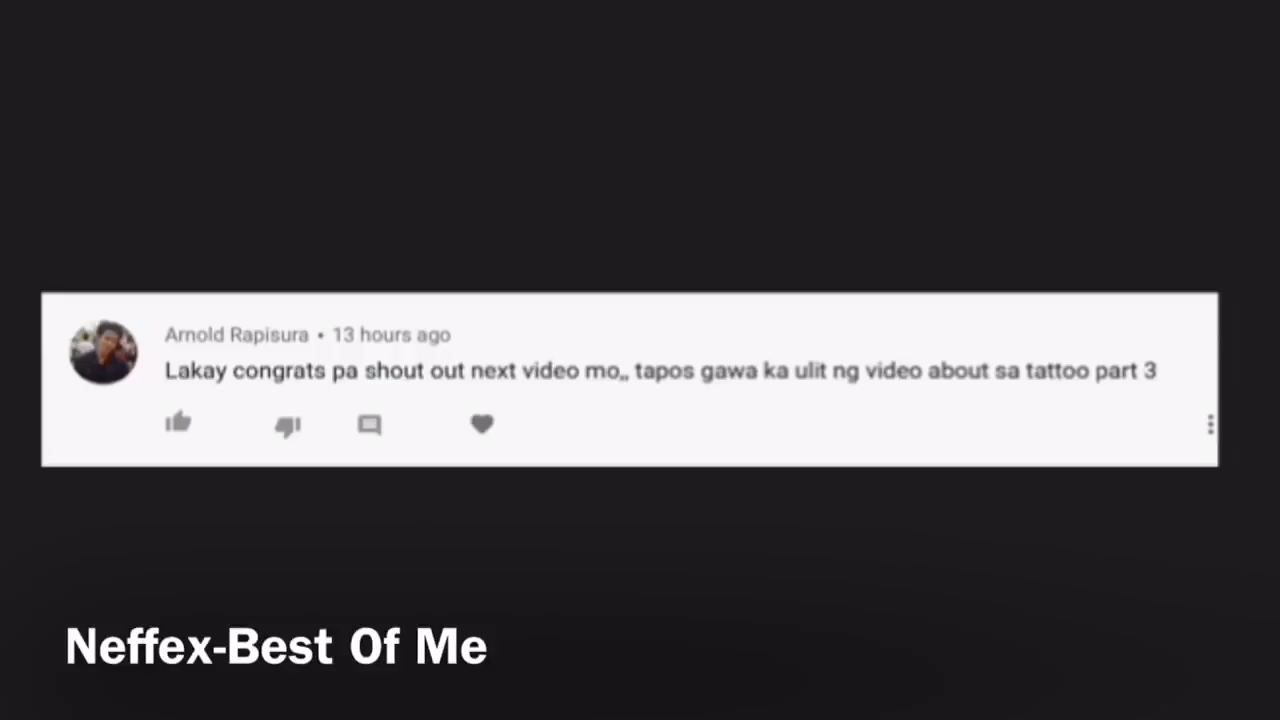 Arnold Rapisura • 13 hours ago
Lakay congrats pa shout out next video mo,, tapos gawa ka ulit ng video about sa tattoo part 3
Neffex-Best Of Me